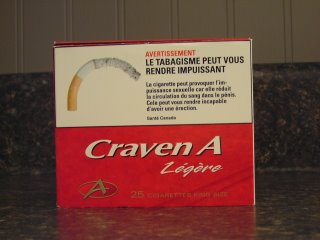 AVERTISSEMENT
LE TABAGISME PEUT VOUS
RENDRE IMPUISSANT
La cigarette peut provoquer l'im-
puissance sexuelle car elle réduit
la circulation du sang dans le pénis.
Cela peut vous rendre incapable
d'avoir une érection.
Santé Canada
Craven A
Légère
A
25 CIGARETTES KING SIZE